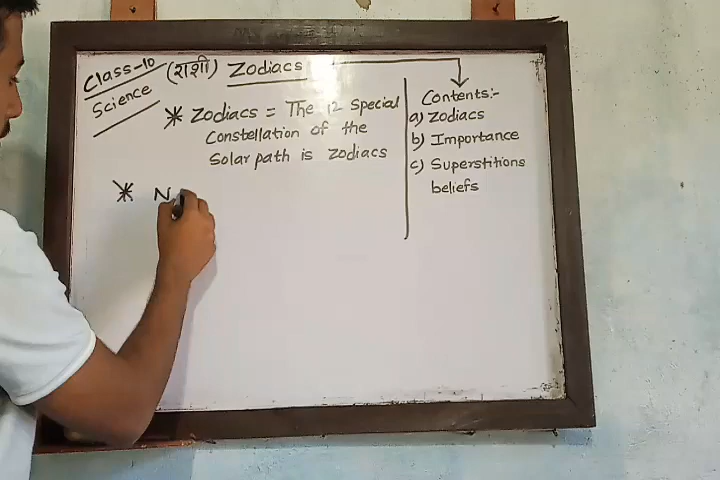 Class-10
Science
(राशी) Zodiacs
* Zodiacs = The 12 Special
Constellation of the
Solar path is Zodiacs
* N
Contents:-
a) Zodiacs
b) Importance
c) Superstitions
beliefs